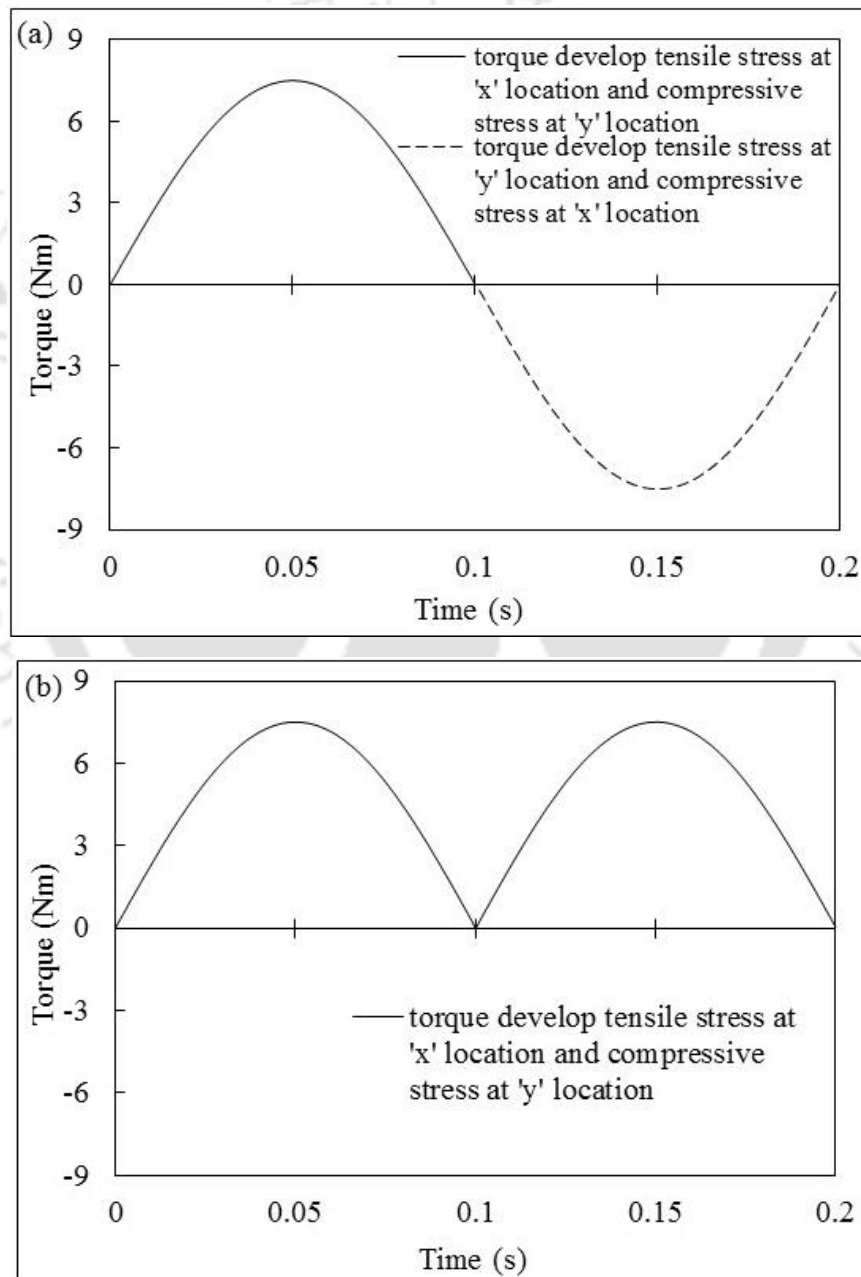 (a)
9
6
3
0
-3
-6
-9
Torque (Nm)
torque develop tensile stress at
'x' location and compressive
stress at 'y' location
torque develop tensile stress at
'y' location and compressive
stress at 'x' location
0 0.05 0.1 0.15 0.2
Time (s)
(b)
9
6
3
0
-3
-6
-9
Torque (Nm)
torque develop tensile stress at
'x' location and compressive
stress at 'y' location
0 0.05 0.1 0.15 0.2
Time (s)